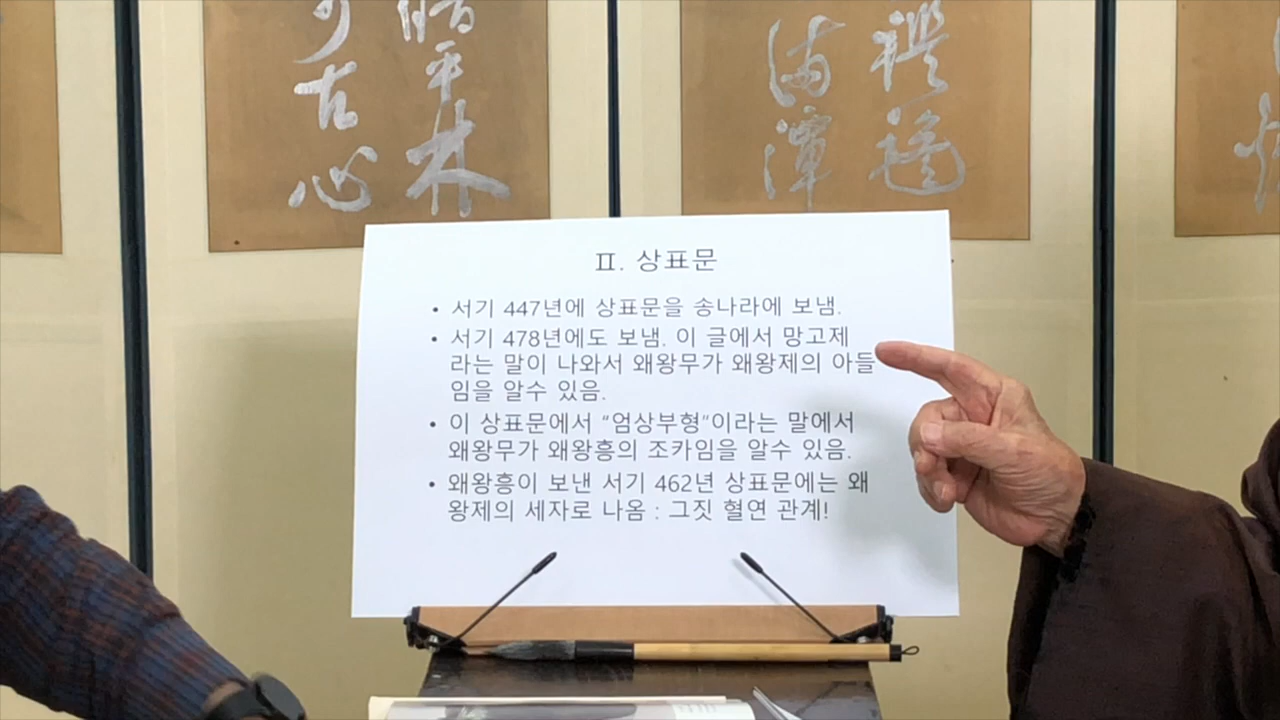 Ⅱ. 상표문
• 서기 447년에 상표문을 송나라에 보냄.
• 서기 478년에도 보냄. 이 글에서 망고제
라는 말이 나와서 왜왕무가 왜왕제의 아들
임을 알수 있음.
• 이 상표문에서 “엄상부형”이라는 말에서
왜왕무가 왜왕흥의 조카임을 알수 있음.
• 왜왕흥이 보낸 서기 462년 상표문에는 왜
왕제의 세자로 나옴 : 그짓 혈연 관계!
平林
古心